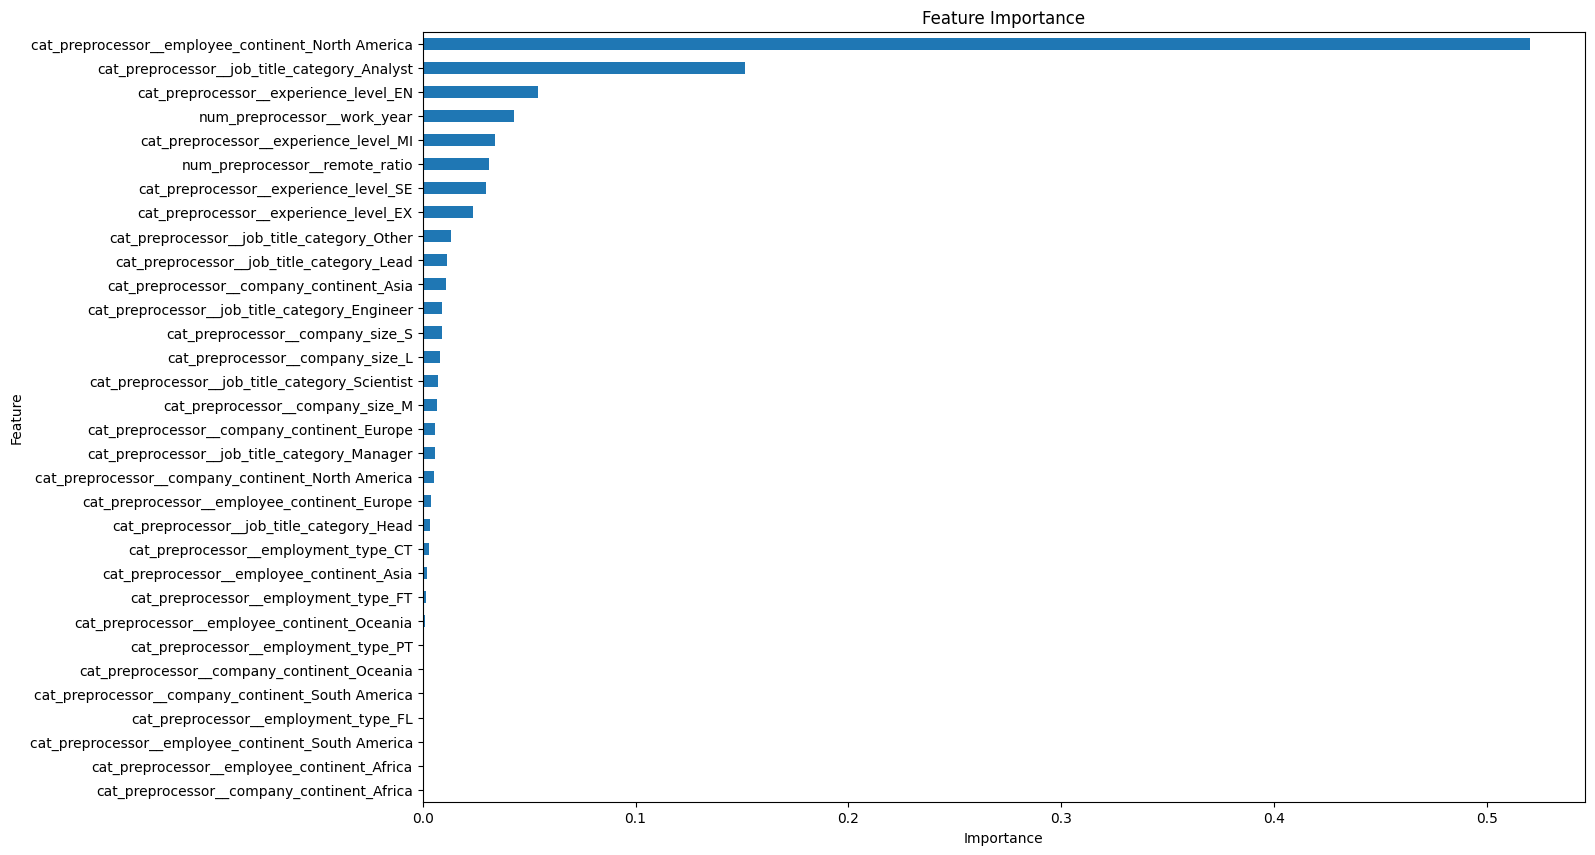 Feature Importance
cat_preprocessor__employee_continent_North America
cat_preprocessor__job_title_category_Analyst
cat_preprocessor__experience_level_EN
num_preprocessor__work_year
cat_preprocessor__experience_level_MI
num_preprocessor__remote_ratio
cat_preprocessor__experience_level_SE
cat_preprocessor__experience_level_EX
cat_preprocessor__job_title_category_Other
cat_preprocessor__job_title_category_Lead
cat_preprocessor__company_continent_Asia
cat_preprocessor__job_title_category_Engineer
cat_preprocessor__company_size_S
cat_preprocessor__company_size_L
cat_preprocessor__job_title_category_Scientist
cat_preprocessor__company_size_M
cat_preprocessor__company_continent_Europe
cat_preprocessor__job_title_category_Manager
cat_preprocessor__company_continent_North America
cat_preprocessor__employee_continent_Europe
cat_preprocessor__job_title_category_Head
cat_preprocessor__employment_type_CT
cat_preprocessor__employee_continent_Asia
cat_preprocessor__employment_type_FT
cat_preprocessor__employee_continent_Oceania
cat_preprocessor__employment_type_PT
cat_preprocessor__company_continent_Oceania
cat_preprocessor__company_continent_South America
cat_preprocessor__employment_type_FL
cat_preprocessor__employee_continent_South America
cat_preprocessor__employee_continent_Africa
cat_preprocessor__company_continent_Africa
Feature
0.0 0.1 0.2 0.3 0.4 0.5
Importance